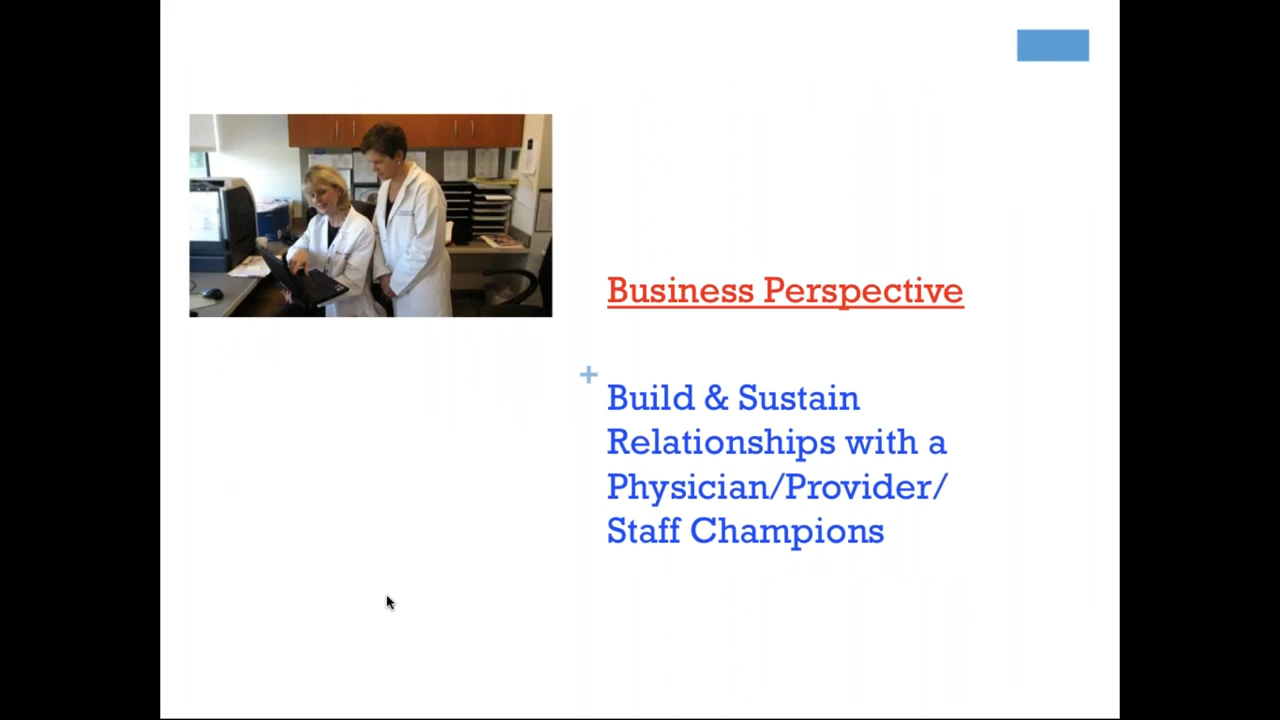 Business Perspective
+
Build & Sustain
Relationships with a
Physician/Provider/
Staff Champions